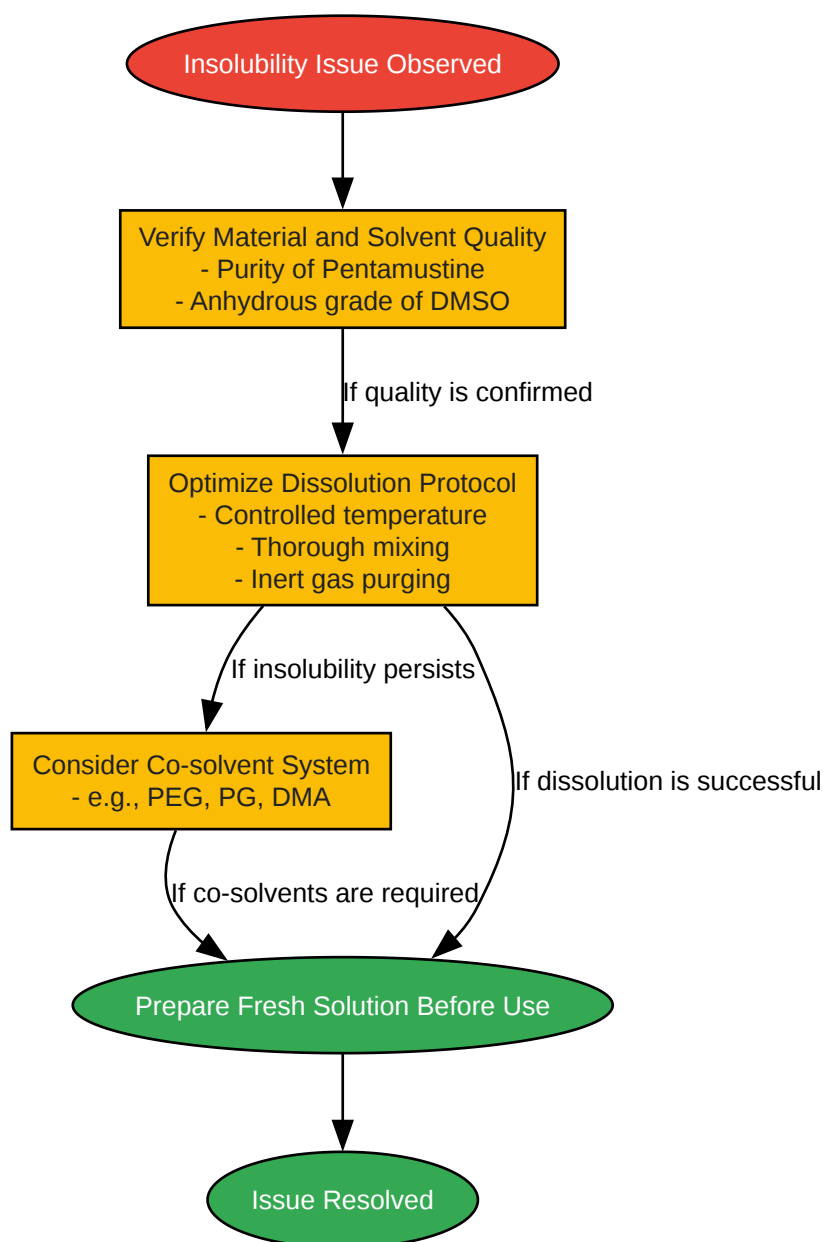 Insolubility Issue Observed
Verify Material and Solvent Quality
- Purity of Pentamustine
- Anhydrous grade of DMSO
If quality is confirmed
Optimize Dissolution Protocol
- Controlled temperature
- Thorough mixing
- Inert gas purging
If insolubility persists
Consider Co-solvent System
- e.g., PEG, PG, DMA
If dissolution is successful
If co-solvents are required
Prepare Fresh Solution Before Use
Issue Resolved